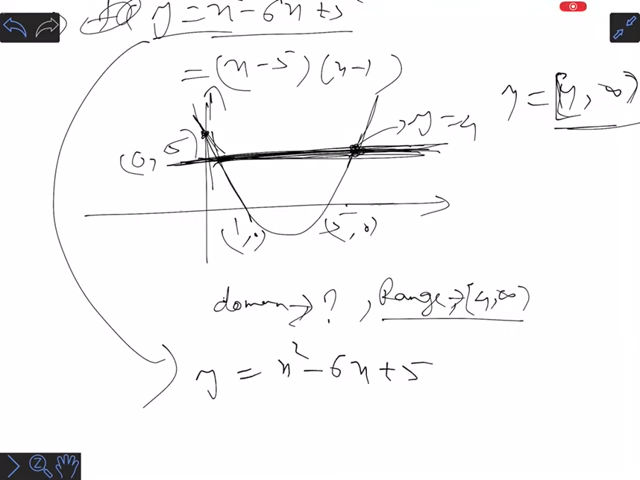 y = x² - 6x + 5
= (x - 5) (x - 1)
y = [4, ∞)
(0, 5)
y = 4
(1, 0)
(5, 0)
domain → ? , Range → [4, ∞)
y = x² - 6x + 5